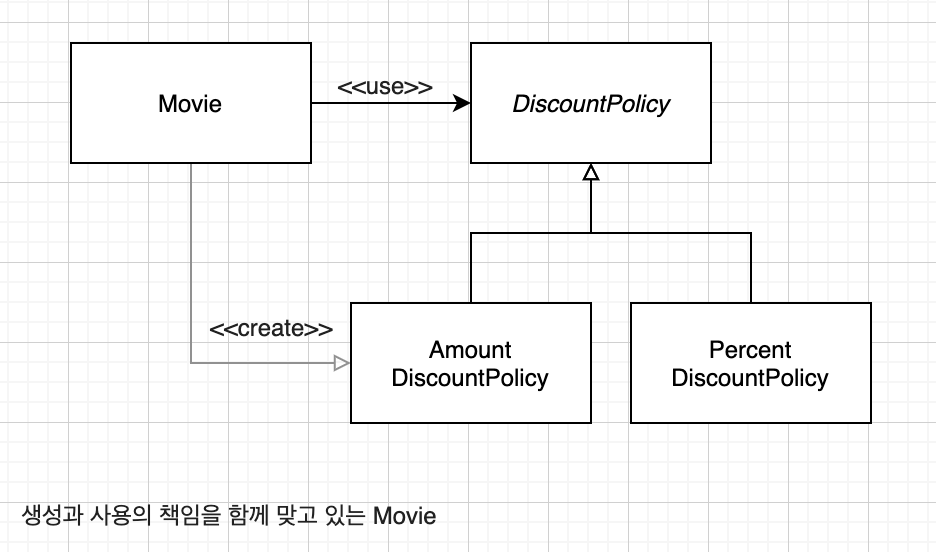 Movie
<<use>>
DiscountPolicy
<<create>>
Amount
DiscountPolicy
Percent
DiscountPolicy
생성과 사용의 책임을 함께 맞고 있는 Movie